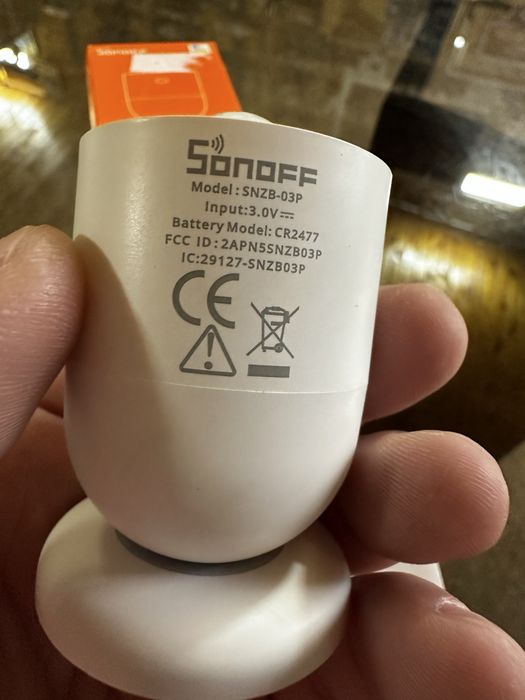 SONOFF
Model : SNZB-03P
Input:3.0V⎓
Battery Model: CR2477
FCC ID : 2APN5SNZB03P
IC:29127-SNZB03P
CE